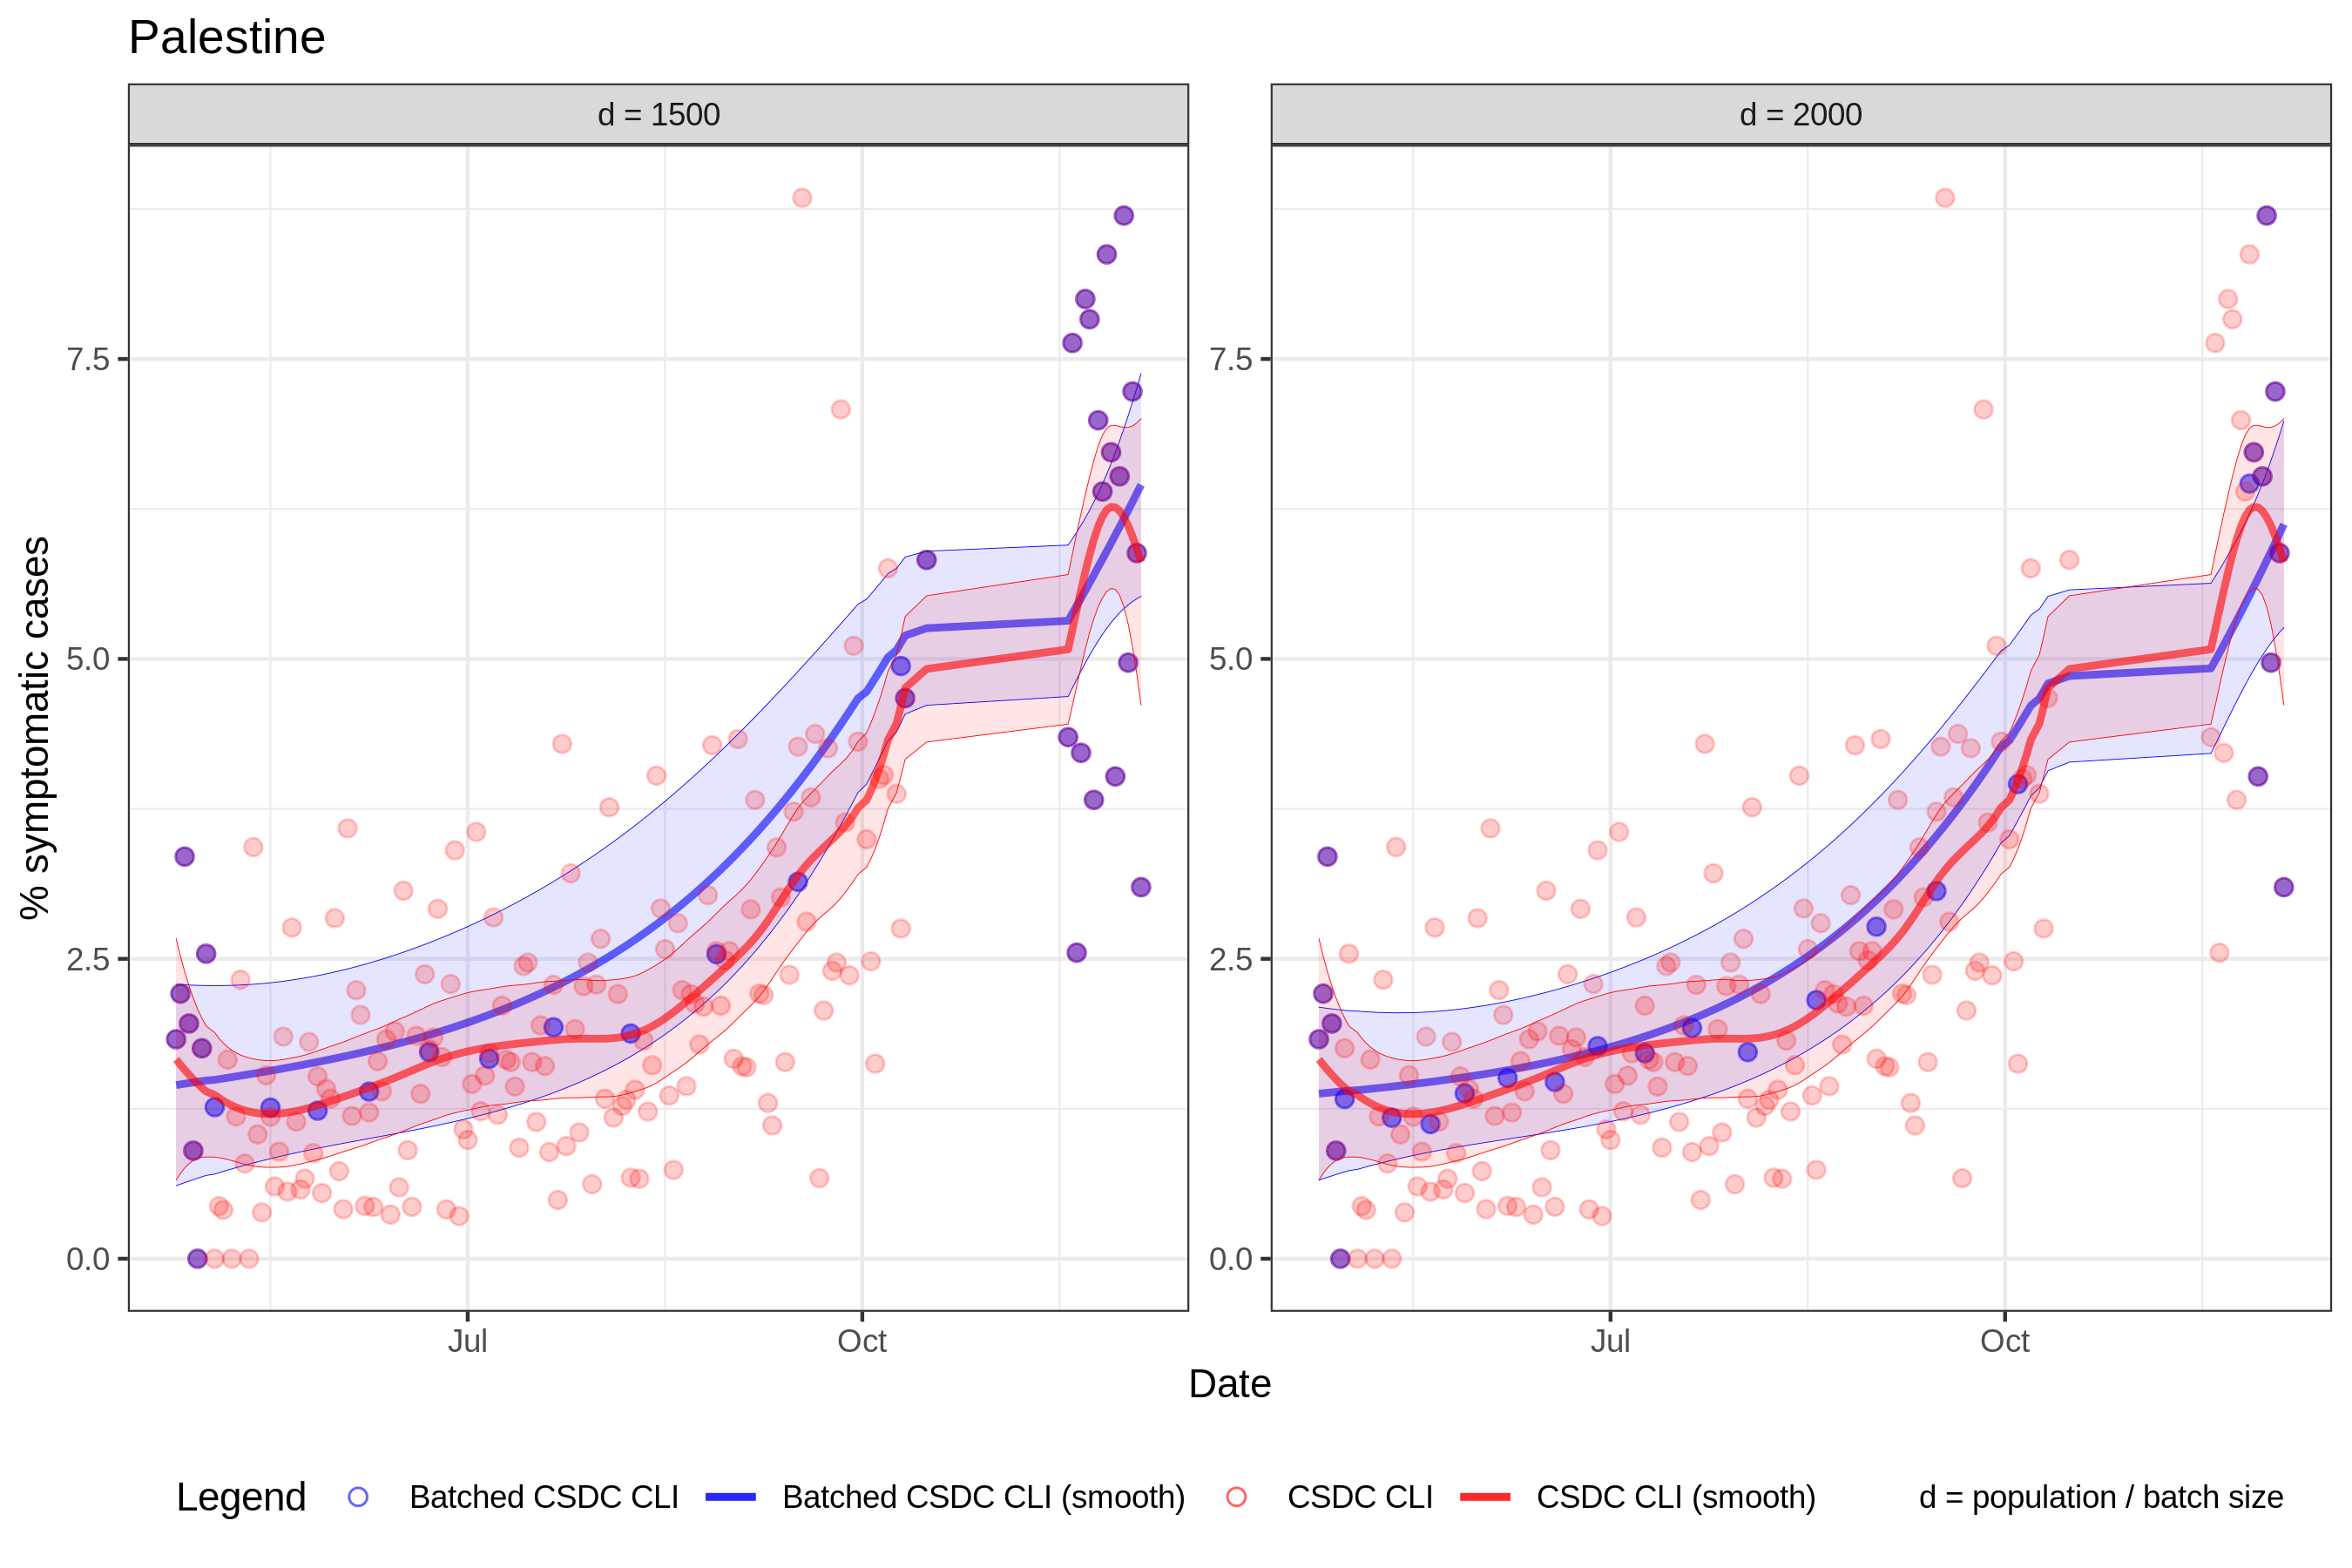 Palestine
d = 1500
d = 2000
% symptomatic cases
7.5
5.0
2.5
0.0
7.5
5.0
2.5
0.0
Jul
Oct
Jul
Oct
Date
Legend
Batched CSDC CLI
Batched CSDC CLI (smooth)
CSDC CLI
CSDC CLI (smooth)
d = population / batch size